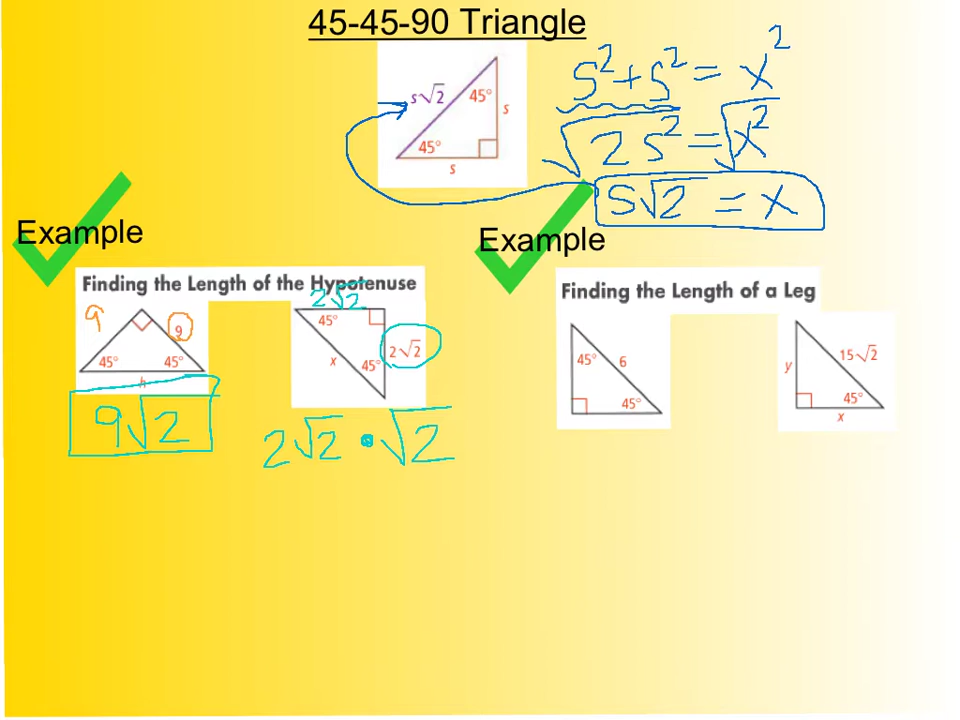 45-45-90 Triangle
s√2
45°
s
45°
s
s² + s² = x²
√2s² = √x²
s√2 = x
Example
Finding the Length of the Hypotenuse
9
9
45°
45°
h
9√2
2√2
45°
2√2
x
45°
2√2 · √2
Example
Finding the Length of a Leg
45°
6
45°
y
15√2
45°
x